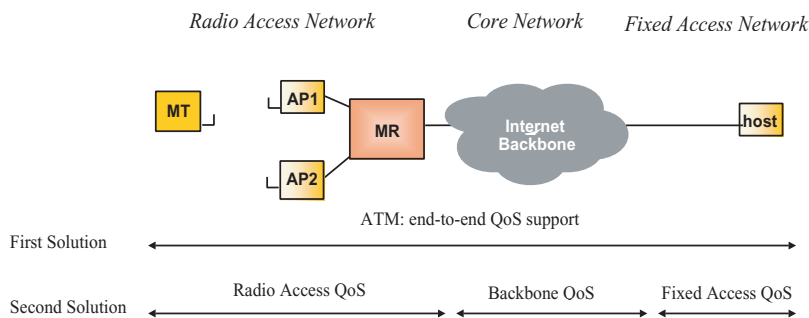 Radio Access Network Core Network Fixed Access Network
MT
AP1
MR
AP2
Internet
Backbone
host
ATM: end-to-end QoS support
First Solution
Radio Access QoS Backbone QoS Fixed Access QoS
Second Solution